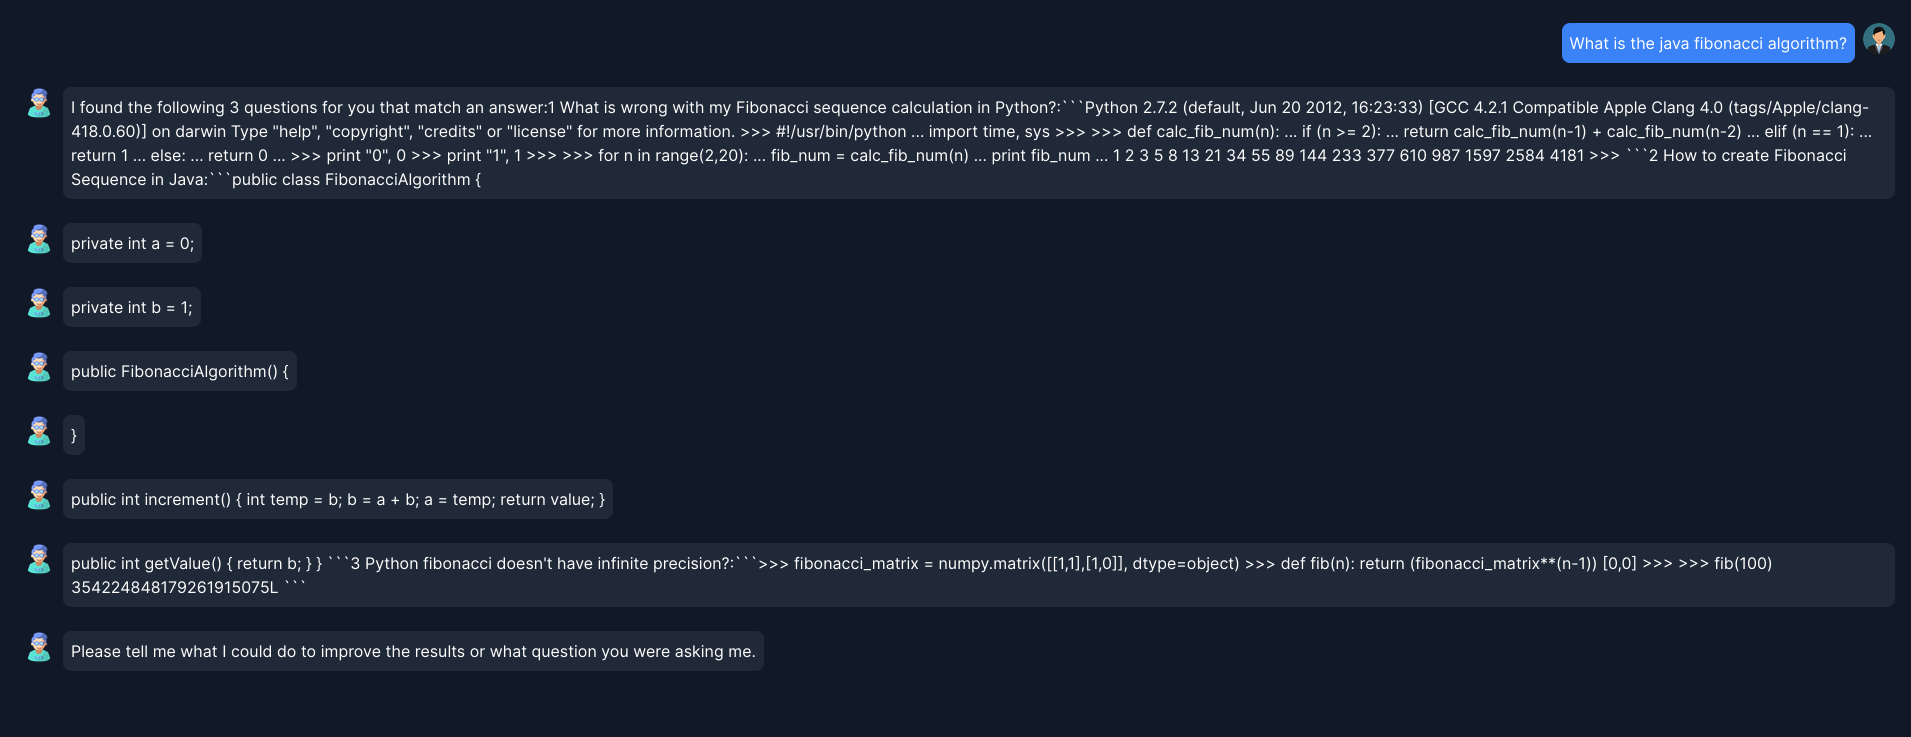 What is the java fibonacci algorithm?
I found the following 3 questions for you that match an answer:1 What is wrong with my Fibonacci sequence calculation in Python?:```Python 2.7.2 (default, Jun 20 2012, 16:23:33) [GCC 4.2.1 Compatible Apple Clang 4.0 (tags/Apple/clang-
418.0.60)] on darwin Type "help", "copyright", "credits" or "license" for more information. >>> #!/usr/bin/python ... import time, sys >>> >>> def calc_fib_num(n): ... if (n >= 2): ... return calc_fib_num(n-1) + calc_fib_num(n-2) ... elif (n == 1): ...
return 1 ... else: ... return 0 ... >>> print "0", 0 >>> print "1", 1 >>> >>> for n in range(2,20): ... fib_num = calc_fib_num(n) ... print fib_num ... 1 2 3 5 8 13 21 34 55 89 144 233 377 610 987 1597 2584 4181 >>> ```2 How to create Fibonacci
Sequence in Java:```public class FibonacciAlgorithm {
private int a = 0;
private int b = 1;
public FibonacciAlgorithm() {
}
public int increment() { int temp = b; b = a + b; a = temp; return value; }
public int getValue() { return b; } } ```3 Python fibonacci doesn't have infinite precision?:```>>> fibonacci_matrix = numpy.matrix([[1,1],[1,0]], dtype=object) >>> def fib(n): return (fibonacci_matrix**(n-1)) [0,0] >>> >>> fib(100)
354224848179261915075L ```
Please tell me what I could do to improve the results or what question you were asking me.